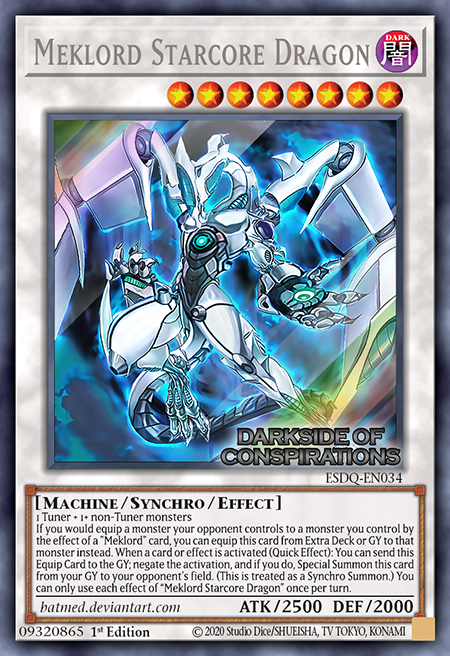 MEKLORD STARCORE DRAGON
DARK
闇
DARKSIDE OF
CONSPIRATIONS
ESDQ-EN034
[MACHINE/SYNCHRO/EFFECT]
1 Tuner + 1+ non-Tuner monsters
If you would equip a monster your opponent controls to a monster you control by
the effect of a "Meklord" card, you can equip this card from Extra Deck or GY to that
monster instead. When a card or effect is activated (Quick Effect): You can send this
Equip Card to the GY; negate the activation, and if you do, Special Summon this card
from your GY to your opponent's field. (This is treated as a Synchro Summon.) You
can only use each effect of “Meklord Starcore Dragon" once per turn.
batmed.deviantart.com ATK/2500 DEF/2000
09320865 1st Edition © 2020 Studio Dice/SHUEISHA, TV TOKYO, KONAMI